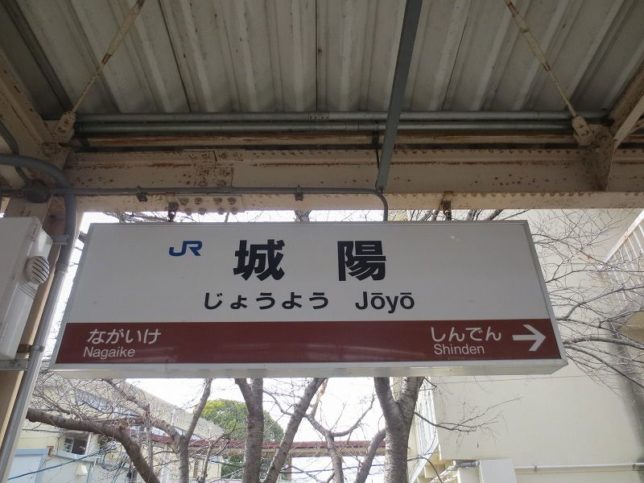 JR 城陽
じょうよう Jōyō
ながいけ しんでん →
Nagaike Shinden